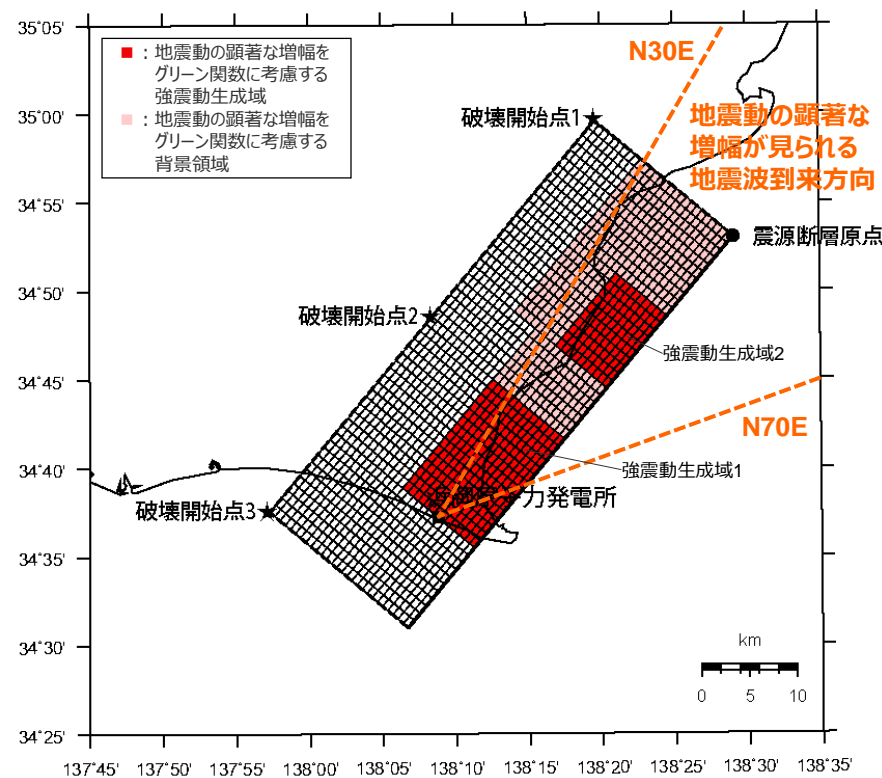 35°05'
35°00'
34°55'
34°50'
34°45'
34°40'
34°35'
34°30'
34°25'
■ : 地震動の顕著な増幅を
グリーン関数に考慮する
強震動生成域
■ : 地震動の顕著な増幅を
グリーン関数に考慮する
背景領域
N30E
破壊開始点1
地震動の顕著な
増幅が見られる
地震波到来方向
震源断層原点
破壊開始点2
強震動生成域2
N70E
強震動生成域1
力発電所
破壊開始点3
km
0 5 10
137°45' 137°50' 137°55' 138°00' 138°05' 138°10' 138°15' 138°20' 138°25' 138°30' 138°35'